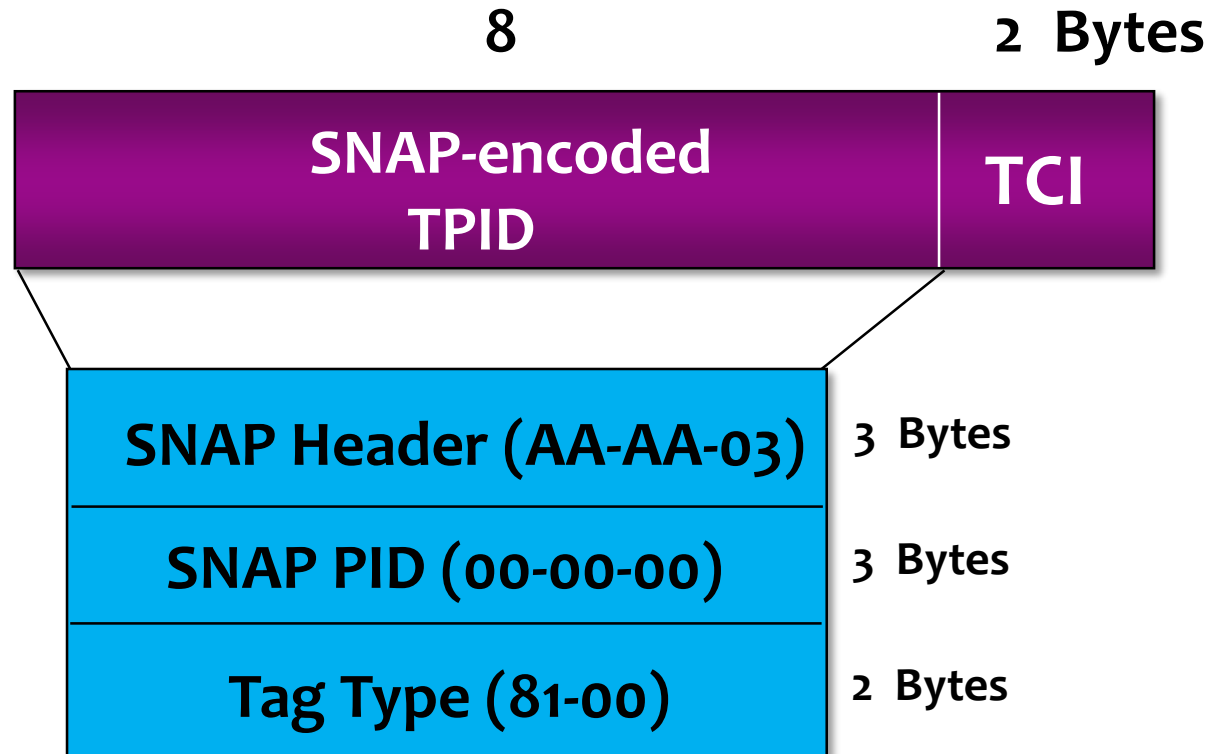 8 2 Bytes
SNAP-encoded
TPID
TCI
SNAP Header (AA-AA-03) 3 Bytes
SNAP PID (00-00-00) 3 Bytes
Tag Type (81-00) 2 Bytes